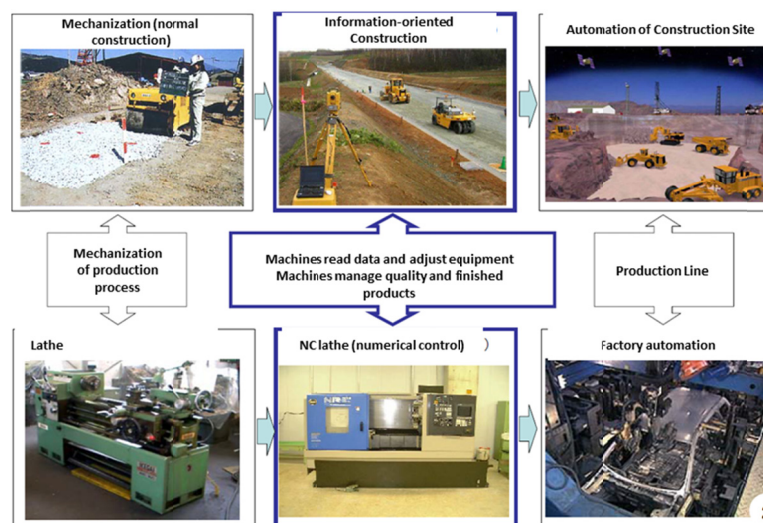 Mechanization (normal
construction)
Information-oriented
Construction
Automation of Construction Site
Mechanization
of production
process
Machines read data and adjust equipment
Machines manage quality and finished
products
Production Line
Lathe
NC lathe (numerical control) )
Factory automation